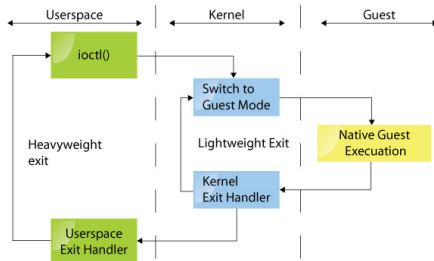 Userspace
Kernel
Guest
ioctl()
Switch to
Guest Mode
Native Guest
Execuation
Heavyweight
exit
Lightweight Exit
Kernel
Exit Handler
Userspace
Exit Handler